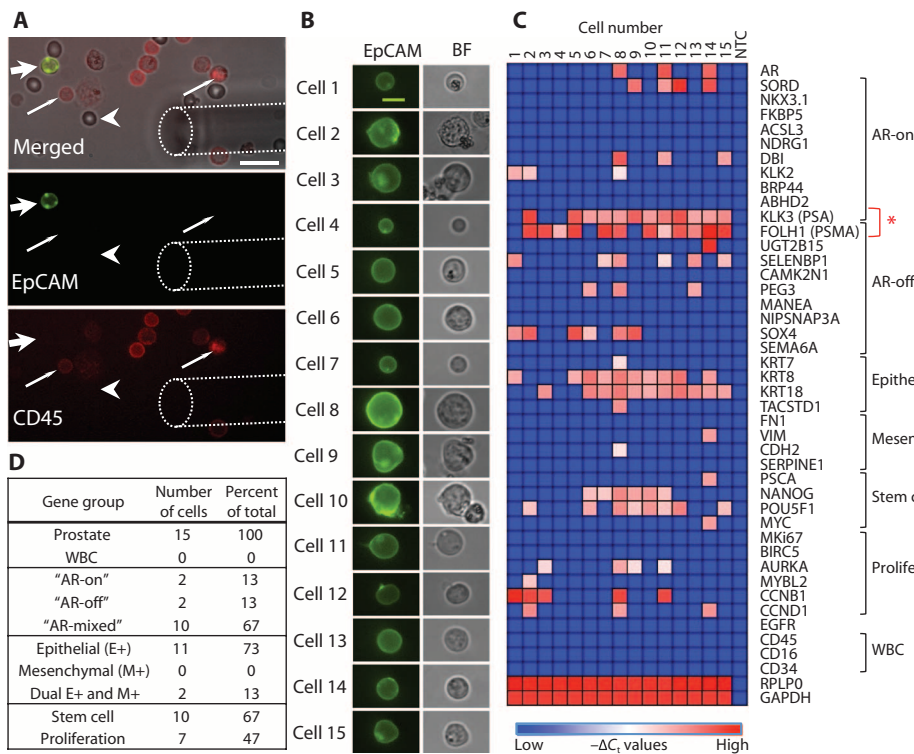 A
Merged
EpCAM
CD45
B
EpCAM BF
Cell 1
Cell 2
Cell 3
Cell 4
Cell 5
Cell 6
Cell 7
Cell 8
Cell 9
Cell 10
Cell 11
Cell 12
Cell 13
Cell 14
Cell 15
C
Cell number
1 2 3 4 5 6 7 8 9 10 11 12 13 14 15 NTC
AR
SORD
NKX3.1
FKBP5
ACSL3
NDRG1
DBI
KLK2
BRP44
ABHD2
KLK3 (PSA)
FOLH1 (PSMA)
UGT2B15
SELENBP1
CAMK2N1
PEG3
MANEA
NIPSNAP3A
SOX4
SEMA6A
KRT7
KRT8
KRT18
TACSTD1
FN1
VIM
CDH2
SERPINE1
PSCA
NANOG
POU5F1
MYC
MKi67
BIRC5
AURKA
MYBL2
CCNB1
CCND1
EGFR
CD45
CD16
CD34
RPLP0
GAPDH
AR-on
*
AR-off
Epithe
Mesen
Stem c
Prolife
WBC
Low −ΔCt values High
D
Gene group Number of cells Percent of total
Prostate 15 100
WBC 0 0
“AR-on” 2 13
“AR-off” 2 13
“AR-mixed” 10 67
Epithelial (E+) 11 73
Mesenchymal (M+) 0 0
Dual E+ and M+ 2 13
Stem cell 10 67
Proliferation 7 47